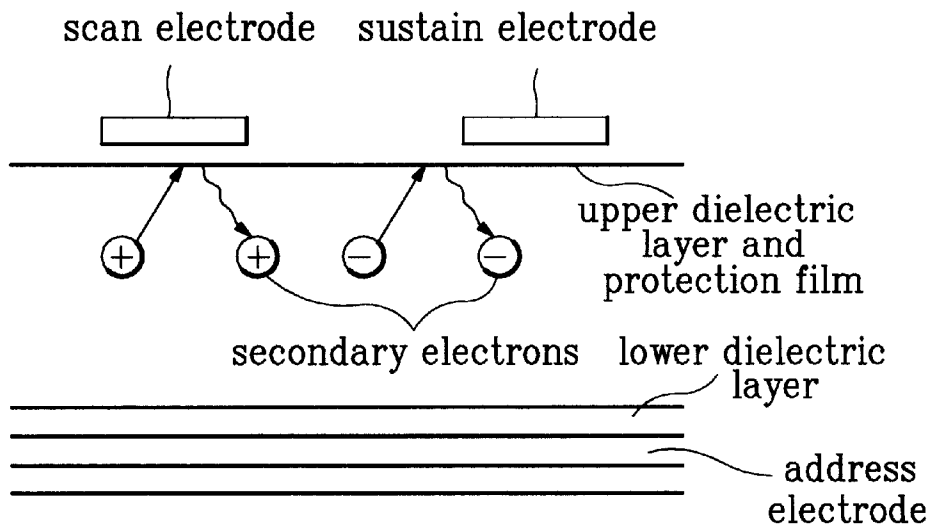 scan electrode
sustain electrode
upper dielectric
layer and
protection film
+
+
−
−
secondary electrons
lower dielectric
layer
address
electrode